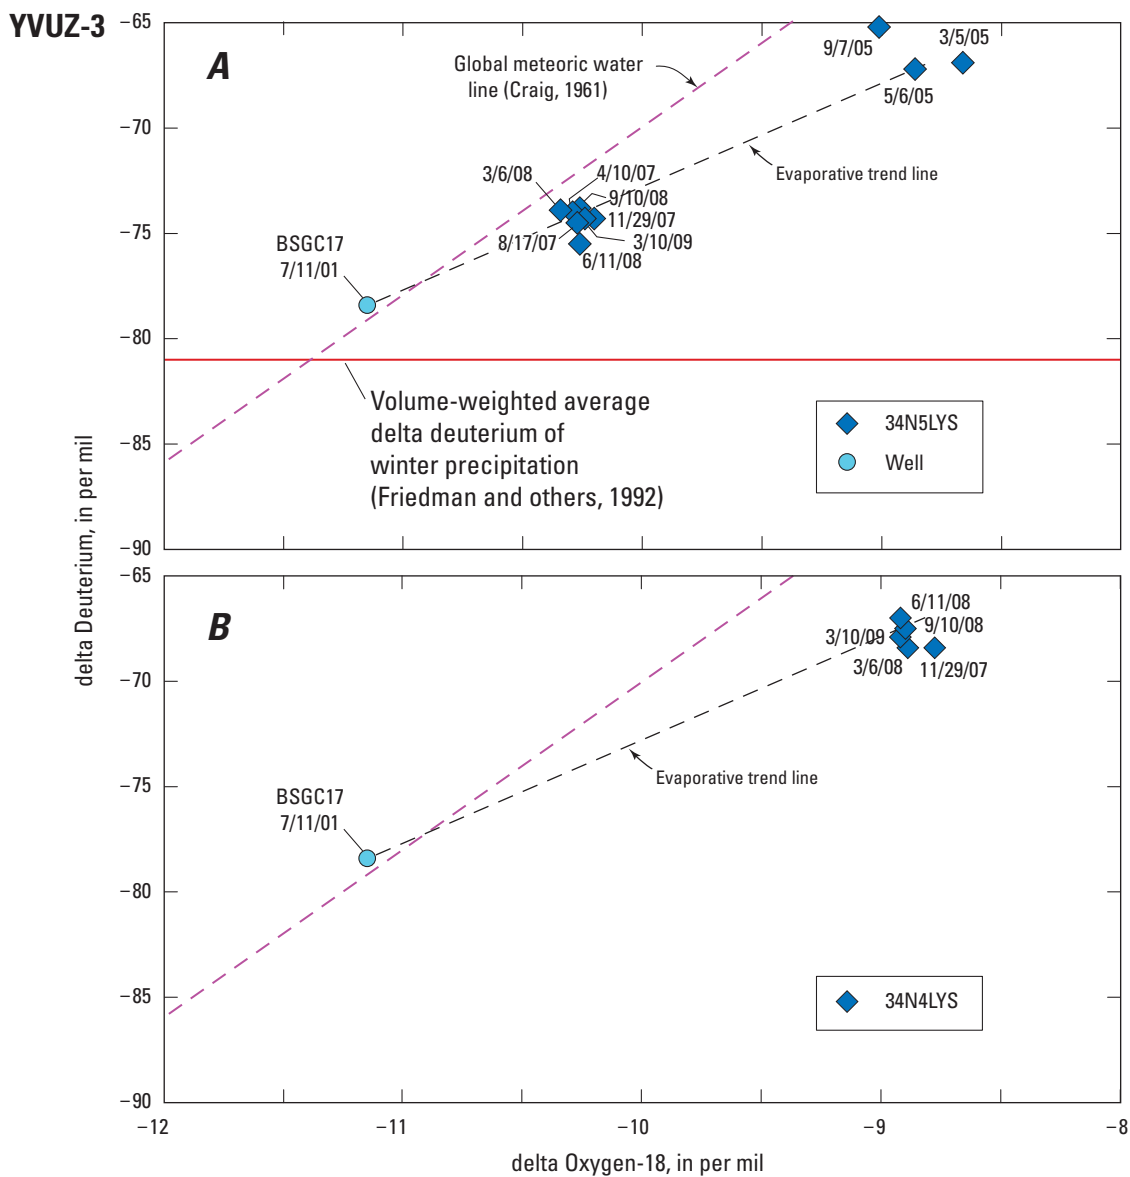 YVUZ-3
−65
−70
−75
−80
−85
−90
A
Global meteoric water
line (Craig, 1961)
9/7/05
3/5/05
5/6/05
Evaporative trend line
3/6/08
4/10/07
9/10/08
11/29/07
8/17/07
3/10/09
6/11/08
BSGC17
7/11/01
Volume-weighted average
delta deuterium of
winter precipitation
(Friedman and others, 1992)
34N5LYS
Well
delta Deuterium, in per mil
−65
−70
−75
−80
−85
−90
B
6/11/08
9/10/08
3/10/09
3/6/08
11/29/07
Evaporative trend line
BSGC17
7/11/01
34N4LYS
−12
−11
−10
−9
−8
delta Oxygen-18, in per mil